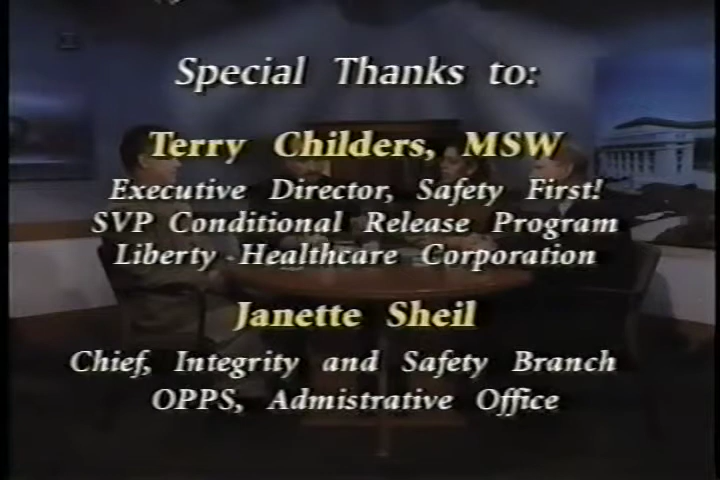 Special Thanks to:
Terry Childers, MSW
Executive Director, Safety First!
SVP Conditional Release Program
Liberty Healthcare Corporation
Janette Sheil
Chief, Integrity and Safety Branch
OPPS, Admistrative Office